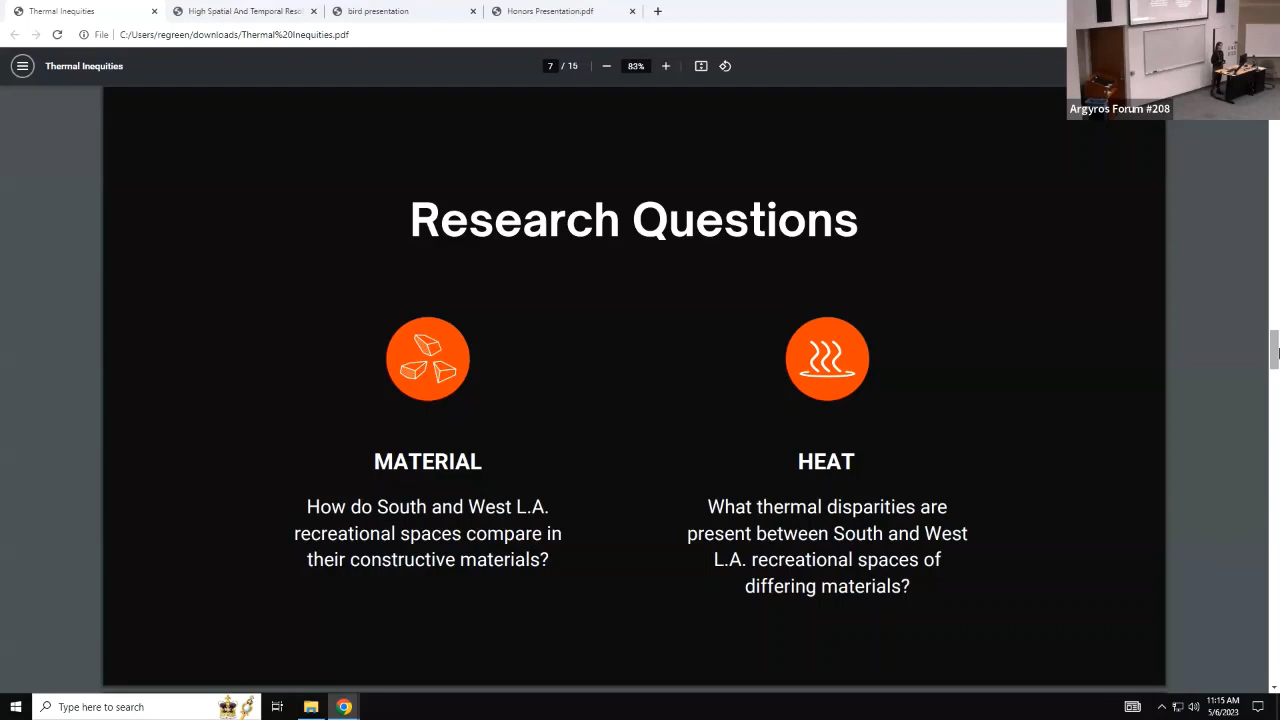 Thermal Inequities
High Spatial And Temporal Reso
bird presentation
Honors Presentation.pdf
File
C:/Users/regreen/downloads/Thermal%20Inequities.pdf
Thermal Inequities
7 / 15
83%
Argyros Forum #208
Research Questions
MATERIAL
How do South and West L.A.
recreational spaces compare in
their constructive materials?
HEAT
What thermal disparities are
present between South and West
L.A. recreational spaces of
differing materials?
Type here to search
11:15 AM
5/6/2023